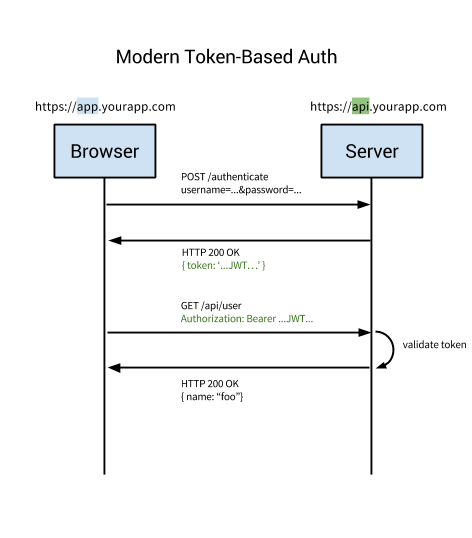 Modern Token-Based Auth
https://app.yourapp.com
https://api.yourapp.com
Browser
Server
POST /authenticate
username=...&password=...
HTTP 200 OK
{ token: ‘...JWT...’ }
GET /api/user
Authorization: Bearer ...JWT...
validate token
HTTP 200 OK
{ name: “foo”}